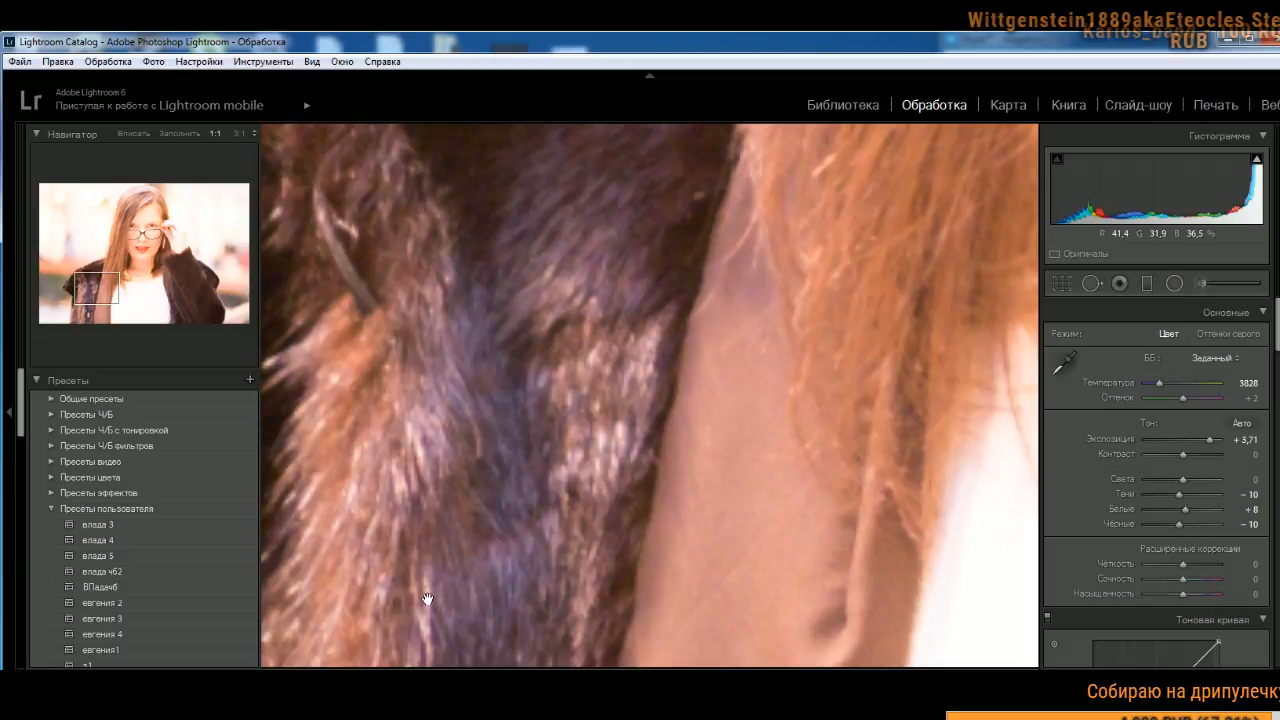 Wittgenstein1889akaEteocles Ste
RUB
Lightroom Catalog - Adobe Photoshop Lightroom - Обработка
Файл Правка Обработка Фото Настройки Инструменты Вид Окно Справка
Lr
Adobe Lightroom 6
Приступая к работе с Lightroom mobile
Библиотека Обработка Карта Книга Слайд-шоу Печать Ве
Навигатор Вписать Заполнить 1:1 3:1
Гистограмма
R 41,4 G 31,9 B 36,5 %
Оригиналы
Основные
Режим: Цвет Оттенки серого
ББ : Заданный
Температура 3828
Оттенок + 2
Тон: Авто
Экспозиция + 3,71
Контраст 0
Света 0
Тени - 10
Белые + 8
Чёрные - 10
Расширенные коррекции
Чёткость 0
Сочность 0
Насыщенность 0
Тоновая кривая
Пресеты +
Общие пресеты
Пресеты Ч/Б
Пресеты Ч/Б с тонировкой
Пресеты Ч/Б фильтров
Пресеты видео
Пресеты цвета
Пресеты эффектов
Пресеты пользователя
влада 3
влада 4
влада 5
влада чб2
ВПадачб
евгения 2
евгения 3
евгения 4
евгения1
Собираю на дрипулечк